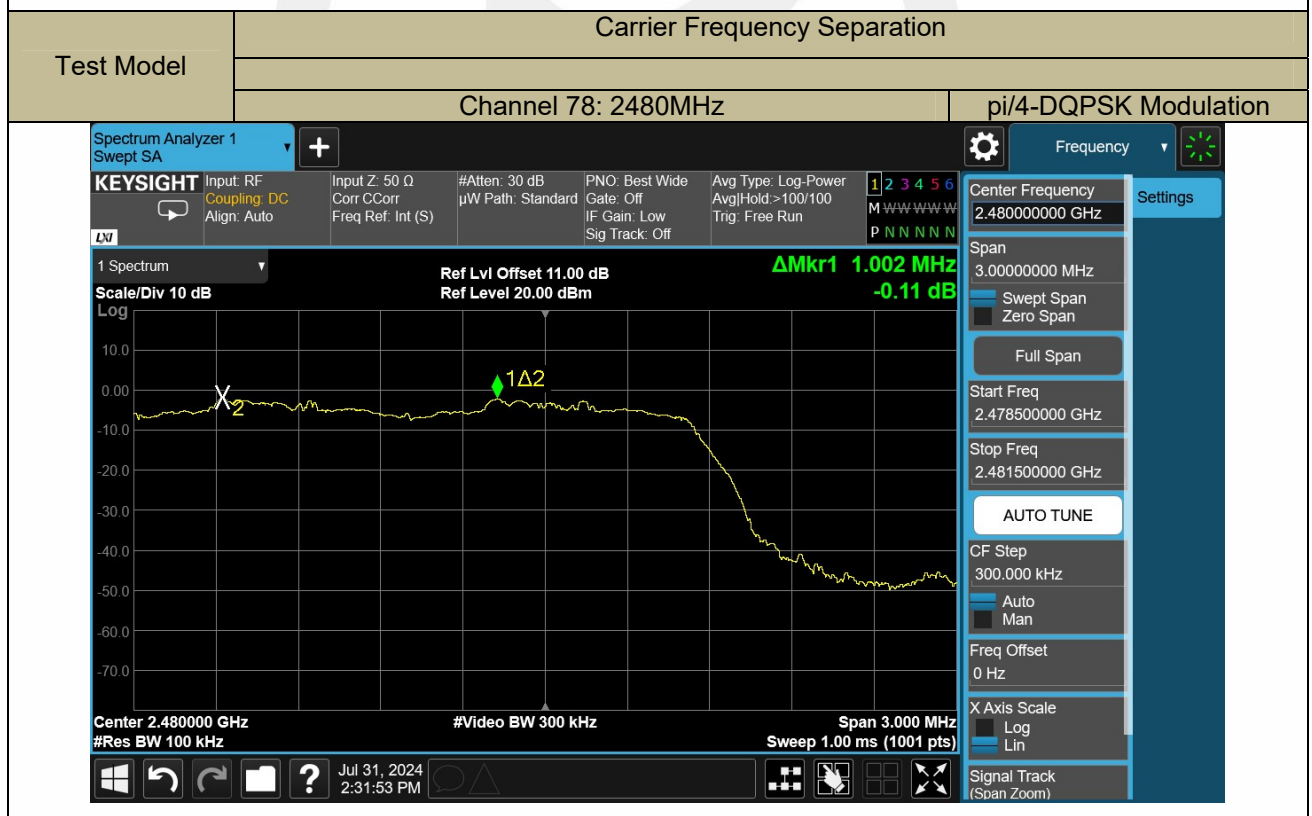 Carrier Frequency Separation
Test Model
Channel 78: 2480MHz
pi/4-DQPSK Modulation
Spectrum Analyzer 1
Swept SA
Frequency
KEYSIGHT
LXI
Input: RF
Coupling: DC
Align: Auto
Input Z: 50 Ω
Corr CCorr
Freq Ref: Int (S)
#Atten: 30 dB
µW Path: Standard
PNO: Best Wide
Gate: Off
IF Gain: Low
Sig Track: Off
Avg Type: Log-Power
Avg|Hold:>100/100
Trig: Free Run
1 2 3 4 5 6
M W W W W W
P N N N N N
1 Spectrum
Scale/Div 10 dB
Log
Ref Lvl Offset 11.00 dB
Ref Level 20.00 dBm
ΔMkr1 1.002 MHz
-0.11 dB
10.0
0.00
-10.0
-20.0
-30.0
-40.0
-50.0
-60.0
-70.0
X2
1Δ2
Center 2.480000 GHz
#Res BW 100 kHz
#Video BW 300 kHz
Span 3.000 MHz
Sweep 1.00 ms (1001 pts)
?
Jul 31, 2024
2:31:53 PM
Center Frequency
2.480000000 GHz
Settings
Span
3.00000000 MHz
Swept Span
Zero Span
Full Span
Start Freq
2.478500000 GHz
Stop Freq
2.481500000 GHz
AUTO TUNE
CF Step
300.000 kHz
Auto
Man
Freq Offset
0 Hz
X Axis Scale
Log
Lin
Signal Track
(Span Zoom)